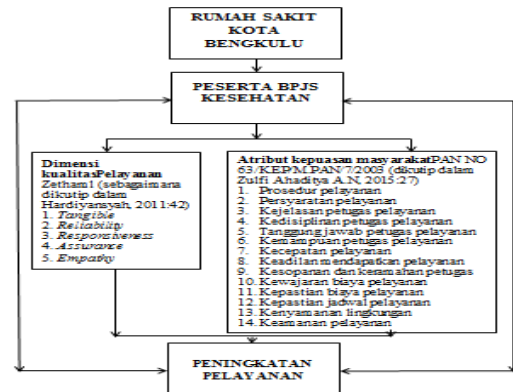 RUMAH SAKIT
KOTA
BENGKULU
PESERTA BPJS
KESEHATAN
Dimensi
kualitasPelayanan
Zetham1 (sebagaimana
dikutip dalam
Hardiyansyah, 2011:42)
1. Tangible
2. Reliability
3. Responsiveness
4. Assurance
5. Empathy
Atribut kepuasan masyarakatPAN NO
63/KEP/M.PAN/7/2003 (dikutip dalam
Zulfi Ahaditya A.N, 2015:27)
1. Prosedur pelayanan
2. Persyaratan pelayanan
3. Kejelasan petugas pelayanan
4. Kedisiplinan petugas pelayanan
5. Tanggung jawab petugas pelayanan
6. Kemampuan petugas pelayanan
7. Kecepatan pelayanan
8. Keadilan mendapatkan pelayanan
9. Kesopanan dan keramahan petugas
10. Kewajaran biaya pelayanan
11. Kepastian biaya pelayanan
12. Kepastian jadwal pelayanan
13. Kenyamanan lingkungan
14. Keamanan pelayanan
PENINGKATAN
PELAYANAN